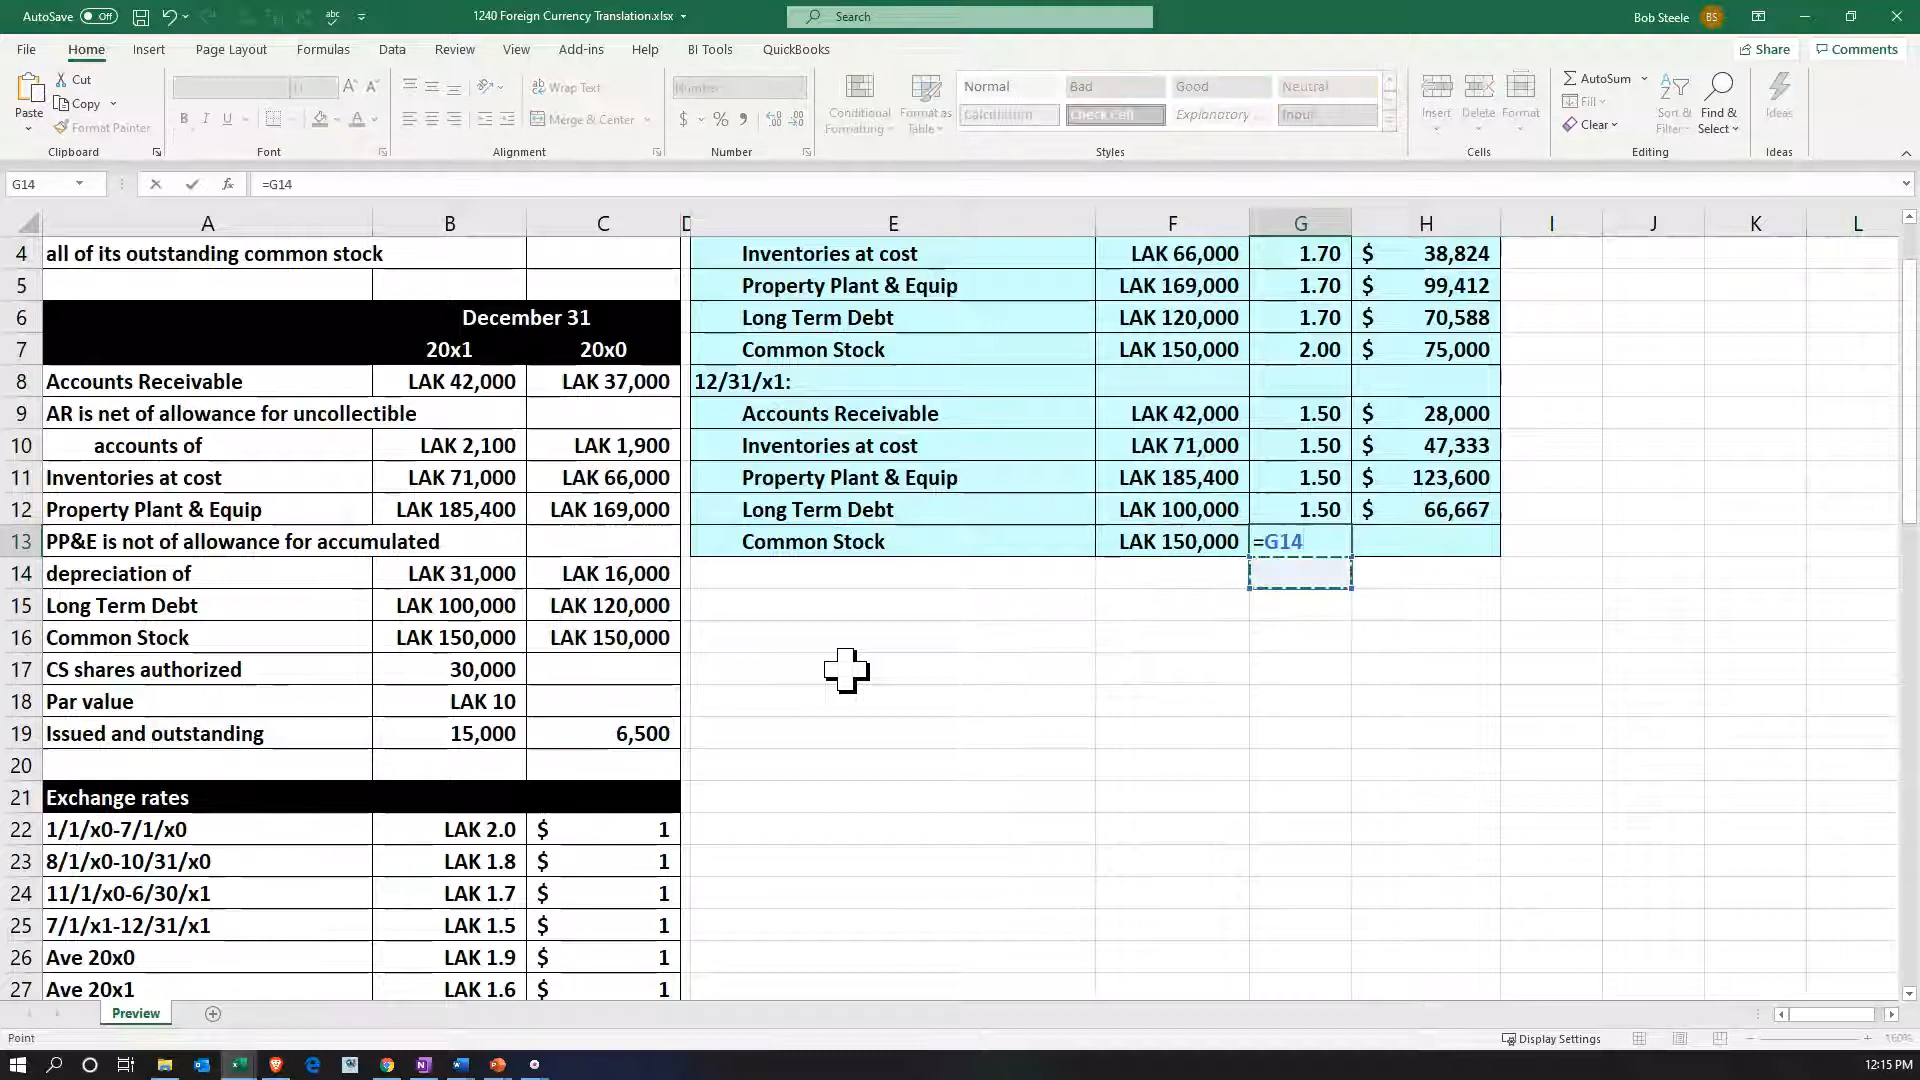 AutoSave Off 1240 Foreign Currency Translation.xlsx Search Bob Steele BS
File Home Insert Page Layout Formulas Data Review View Add-ins Help BI Tools QuickBooks Share Comments
Paste Cut Copy Format Painter
Wrap Text Merge & Center
Number
Conditional Formatting Format as Table
Normal Bad Good Neutral
Calculation Check Cell Explanatory ... Input
Insert Delete Format
AutoSum Fill Clear Sort & Filter Find & Select Ideas
Clipboard Font Alignment Number Styles Cells Editing Ideas
G14 fx =G14
A B C D E F G H I J K L
4 all of its outstanding common stock Inventories at cost LAK 66,000 1.70 $ 38,824
5 Property Plant & Equip LAK 169,000 1.70 $ 99,412
6 December 31 Long Term Debt LAK 120,000 1.70 $ 70,588
7 20x1 20x0 Common Stock LAK 150,000 2.00 $ 75,000
8 Accounts Receivable LAK 42,000 LAK 37,000 12/31/x1:
9 AR is net of allowance for uncollectible Accounts Receivable LAK 42,000 1.50 $ 28,000
10 accounts of LAK 2,100 LAK 1,900 Inventories at cost LAK 71,000 1.50 $ 47,333
11 Inventories at cost LAK 71,000 LAK 66,000 Property Plant & Equip LAK 185,400 1.50 $ 123,600
12 Property Plant & Equip LAK 185,400 LAK 169,000 Long Term Debt LAK 100,000 1.50 $ 66,667
13 PP&E is not of allowance for accumulated Common Stock LAK 150,000 =G14
14 depreciation of LAK 31,000 LAK 16,000
15 Long Term Debt LAK 100,000 LAK 120,000
16 Common Stock LAK 150,000 LAK 150,000
17 CS shares authorized 30,000
18 Par value LAK 10
19 Issued and outstanding 15,000 6,500
20
21 Exchange rates
22 1/1/x0-7/1/x0 LAK 2.0 $ 1
23 8/1/x0-10/31/x0 LAK 1.8 $ 1
24 11/1/x0-6/30/x1 LAK 1.7 $ 1
25 7/1/x1-12/31/x1 LAK 1.5 $ 1
26 Ave 20x0 LAK 1.9 $ 1
27 Ave 20x1 LAK 1.6 $ 1
Preview
Point Display Settings 160%
12:15 PM